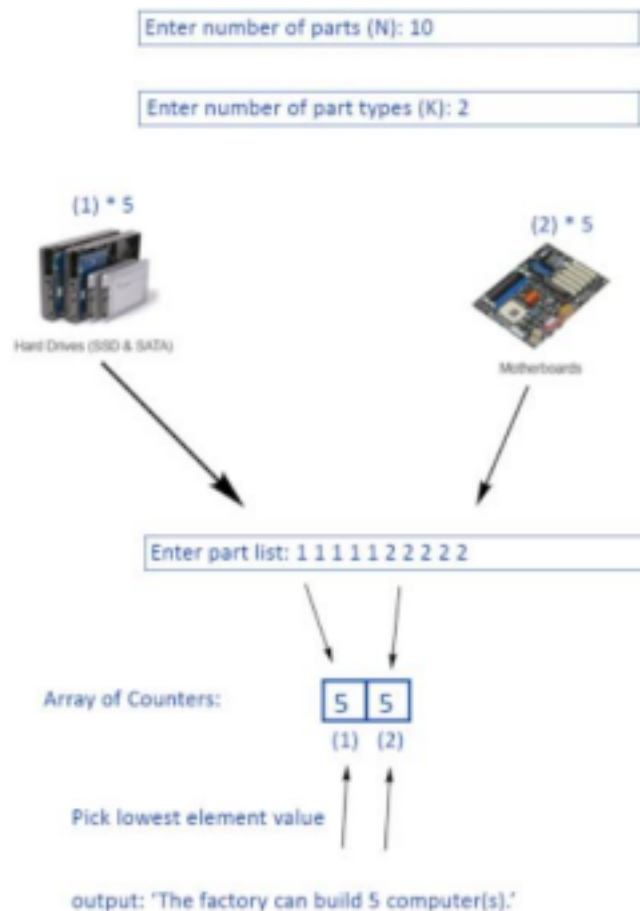 Enter number of parts (N): 10
Enter number of part types (K): 2
(1) * 5
(2) * 5
Hard Drives (SSD & SATA)
Motherboards
Enter part list: 1 1 1 1 1 2 2 2 2 2
Array of Counters:
5 5
(1) (2)
Pick lowest element value
output: 'The factory can build 5 computer(s).'